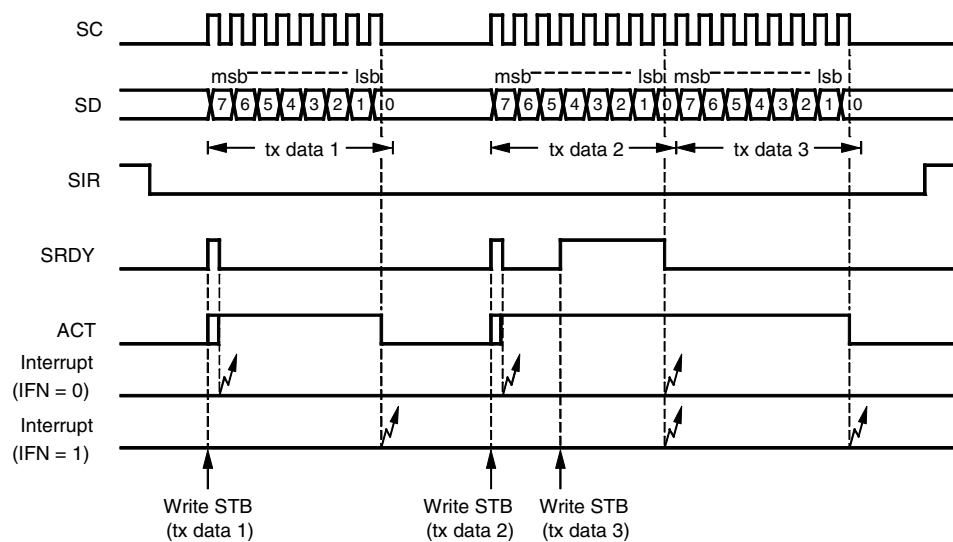 SC
msb lsb msb lsb msb lsb
SD 7 6 5 4 3 2 1 0 7 6 5 4 3 2 1 0 7 6 5 4 3 2 1 0
tx data 1 tx data 2 tx data 3
SIR
SRDY
ACT
Interrupt
(IFN = 0)
Interrupt
(IFN = 1)
Write STB
(tx data 1)
Write STB
(tx data 2)
Write STB
(tx data 3)